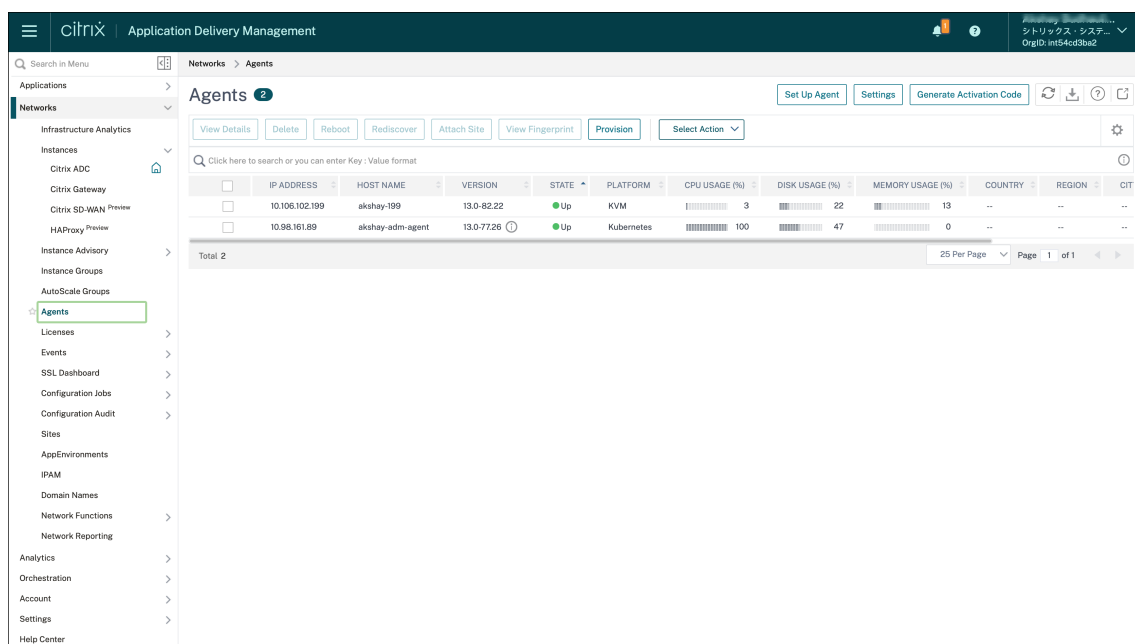 citrix | Application Delivery Management
1
シトリックス・システ...
OrgID: int54cd3ba2
Search in Menu
Networks > Agents
Applications
Networks
Infrastructure Analytics
Instances
Citrix ADC
Citrix Gateway
Citrix SD-WAN Preview
HAProxy Preview
Instance Advisory
Instance Groups
AutoScale Groups
Agents
Licenses
Events
SSL Dashboard
Configuration Jobs
Configuration Audit
Sites
AppEnvironments
IPAM
Domain Names
Network Functions
Network Reporting
Analytics
Orchestration
Account
Settings
Help Center
Agents 2
Set Up Agent Settings Generate Activation Code
View Details Delete Reboot Rediscover Attach Site View Fingerprint Provision Select Action
Click here to search or you can enter Key : Value format
IP ADDRESS HOST NAME VERSION STATE PLATFORM CPU USAGE (%) DISK USAGE (%) MEMORY USAGE (%) COUNTRY REGION CIT
10.106.102.199 akshay-199 13.0-82.22 Up KVM 3 22 13 -- -- --
10.98.161.89 akshay-adm-agent 13.0-77.26 Up Kubernetes 100 47 0 -- -- --
Total 2
25 Per Page Page 1 of 1